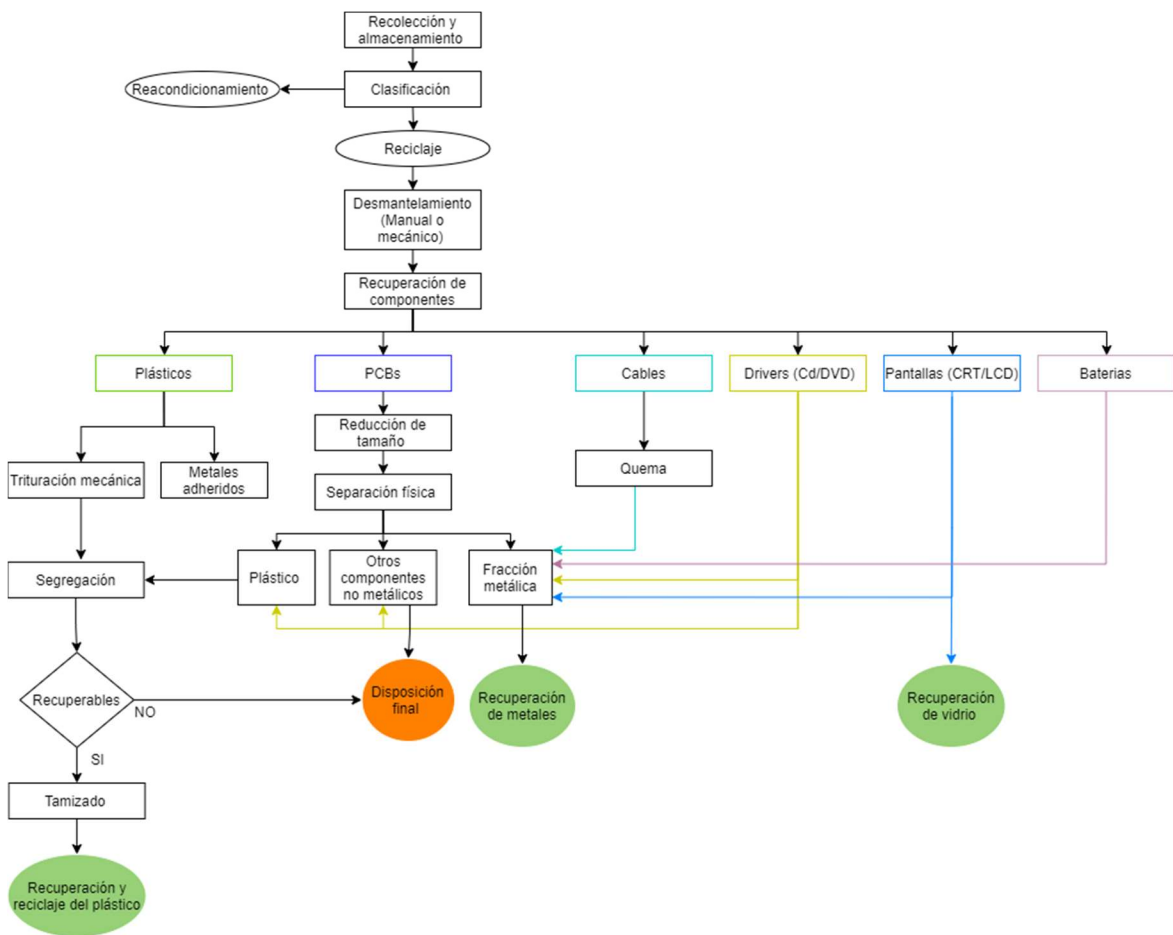 Recolección y
almacenamiento
Reacondicionamiento
Clasificación
Reciclaje
Desmantelamiento
(Manual o
mecánico)
Recuperación de
componentes
Plásticos
PCBs
Cables
Drivers (Cd/DVD)
Pantallas (CRT/LCD)
Baterias
Reducción de
tamaño
Trituración mecánica
Metales
adheridos
Quema
Separación física
Segregación
Plástico
Otros
componentes
no metálicos
Fracción
metálica
Recuperables
NO
Disposición
final
Recuperación
de metales
Recuperación
de vidrio
SI
Tamizado
Recuperación y
reciclaje del plástico